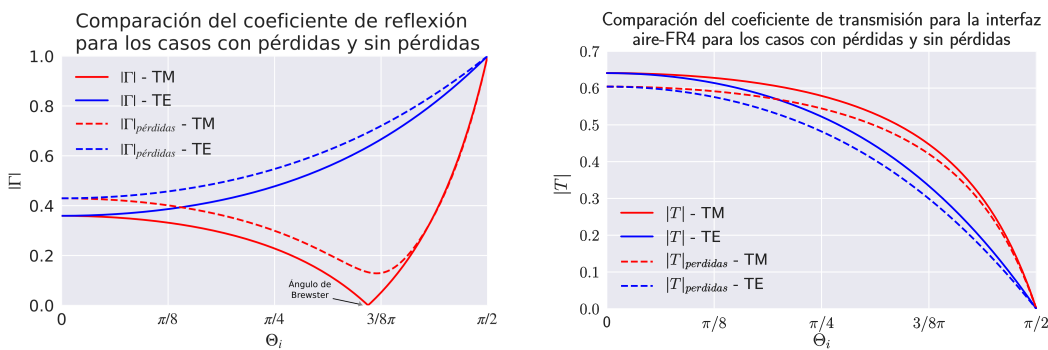 Comparación del coeficiente de reflexión
para los casos con pérdidas y sin pérdidas
|Γ| - TM
|Γ| - TE
|Γ|pérdidas - TM
|Γ|pérdidas - TE
1.0
0.8
0.6
0.4
0.2
0.0
|Γ|
Ángulo de
Brewster
0
π/8
π/4
3/8π
π/2
Θi
Comparación del coeficiente de transmisión para la interfaz
aire-FR4 para los casos con pérdidas y sin pérdidas
0.7
0.6
0.5
0.4
0.3
0.2
0.1
0.0
|T|
|T| - TM
|T| - TE
|T|perdidas - TM
|T|perdidas - TE
0
π/8
π/4
3/8π
π/2
Θi